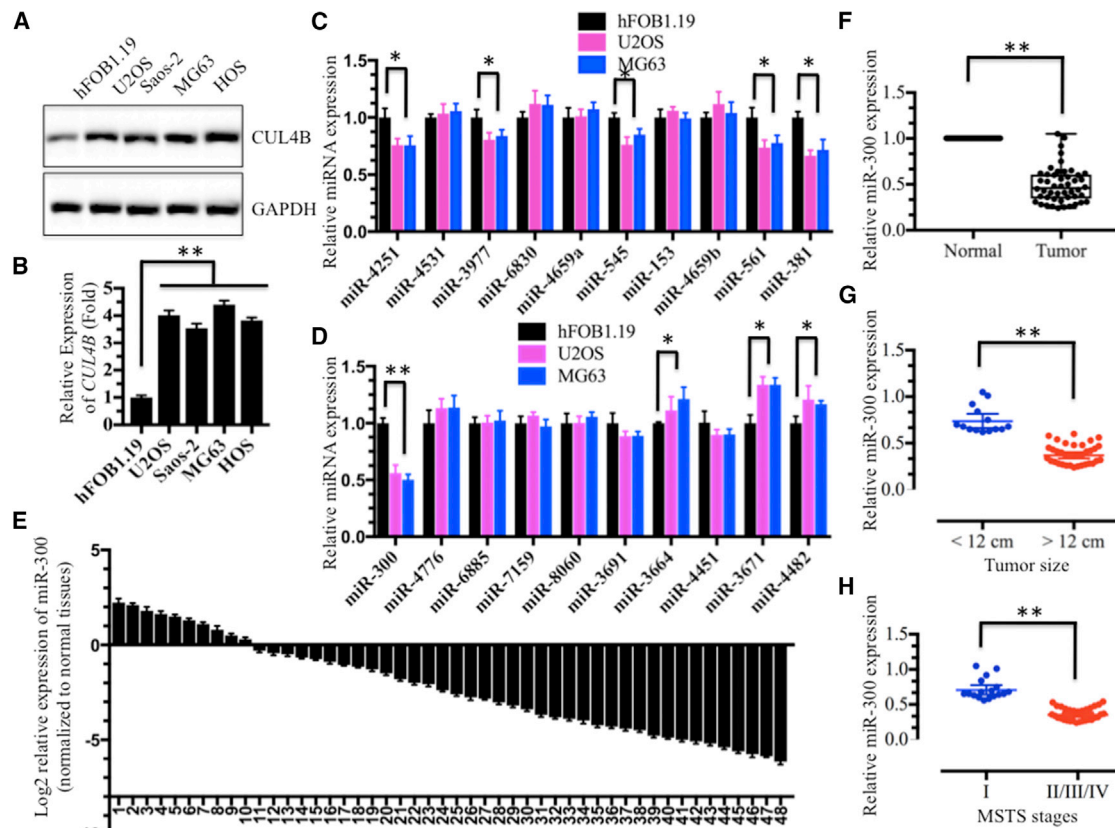 A
hFOB1.19
U2OS
Saos-2
MG63
HOS
CUL4B
GAPDH
B
**
Relative Expression
of CUL4B (Fold)
5
4
3
2
1
0
hFOB1.19
U2OS
Saos-2
MG63
HOS
C
hFOB1.19
U2OS
MG63
Relative miRNA expression
1.5
1.0
0.5
0.0
* * * * *
miR-4251
miR-4531
miR-3977
miR-6830
miR-4659a
miR-545
miR-153
miR-4659b
miR-561
miR-381
D
hFOB1.19
U2OS
MG63
Relative miRNA expression
1.5
1.0
0.5
0.0
** * * *
miR-300
miR-4776
miR-6885
miR-7159
miR-8060
miR-3691
miR-3664
miR-4451
miR-3671
miR-4482
E
Log2 relative expression of miR-300
(normalized to normal tissues)
5
0
-5
1 2 3 4 5 6 7 8 9 10 11 12 13 14 15 16 17 18 19 20 21 22 23 24 25 26 27 28 29 30 31 32 33 34 35 36 37 38 39 40 41 42 43 44 45 46 47 48
F
**
Relative miR-300 expression
1.5
1.0
0.5
0.0
Normal Tumor
G
**
Relative miR-300 expression
1.5
1.0
0.5
0.0
< 12 cm > 12 cm
Tumor size
H
**
Relative miR-300 expression
1.5
1.0
0.5
0.0
I II/III/IV
MSTS stages